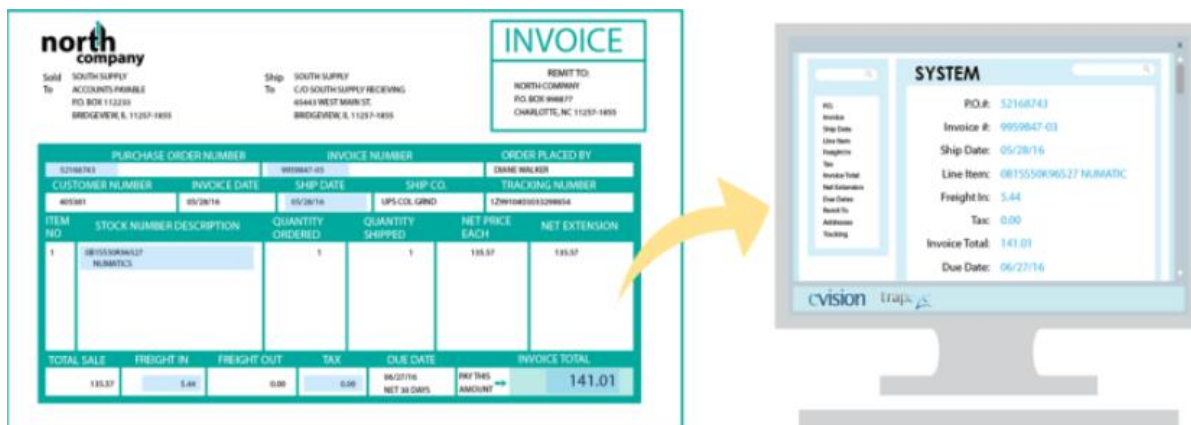 north
company
INVOICE
Sold
To
SOUTH SUPPLY
ACCOUNTS PAYABLE
P.O. BOX 112233
BRIDGEVIEW, IL 11257-1855
Ship
To
SOUTH SUPPLY
C/O SOUTH SUPPLY RECIEVING
65443 WEST MAIN ST.
BRIDGEVIEW, IL 11257-1855
REMIT TO:
NORTH COMPANY
P.O. BOX 998877
CHARLOTTE, NC 11257-1855
PURCHASE ORDER NUMBER INVOICE NUMBER ORDER PLACED BY
52168743 9959847-03 DIANE WALKER
CUSTOMER NUMBER INVOICE DATE SHIP DATE SHIP CO. TRACKING NUMBER
405381 05/28/16 05/28/16 UPS COL GRND
ITEM
NO
STOCK NUMBER DESCRIPTION
QUANTITY
ORDERED
QUANTITY
SHIPPED
NET PRICE
EACH
NET EXTENSION
1 0B1S550K96527 1 1 135.57 135.57
NUMATICS
TOTAL SALE FREIGHT IN FREIGHT OUT TAX DUE DATE INVOICE TOTAL
135.57 5.44 0.00 0.00
06/27/16
NET 30 DAYS
PAY THIS
AMOUNT
141.01
SYSTEM
P.O.
Invoice
Ship Date
Line Item
Freight In
Tax
Invoice Total
Net Extension
Due Dates
Remit To
Addresses
Tracking
P.O.#: 52168743
Invoice #: 9959847-03
Ship Date: 05/28/16
Line Item: 0B1S550K96527 NUMATIC
Freight In: 5.44
Tax: 0.00
Invoice Total: 141.01
Due Date: 06/27/16
cvision